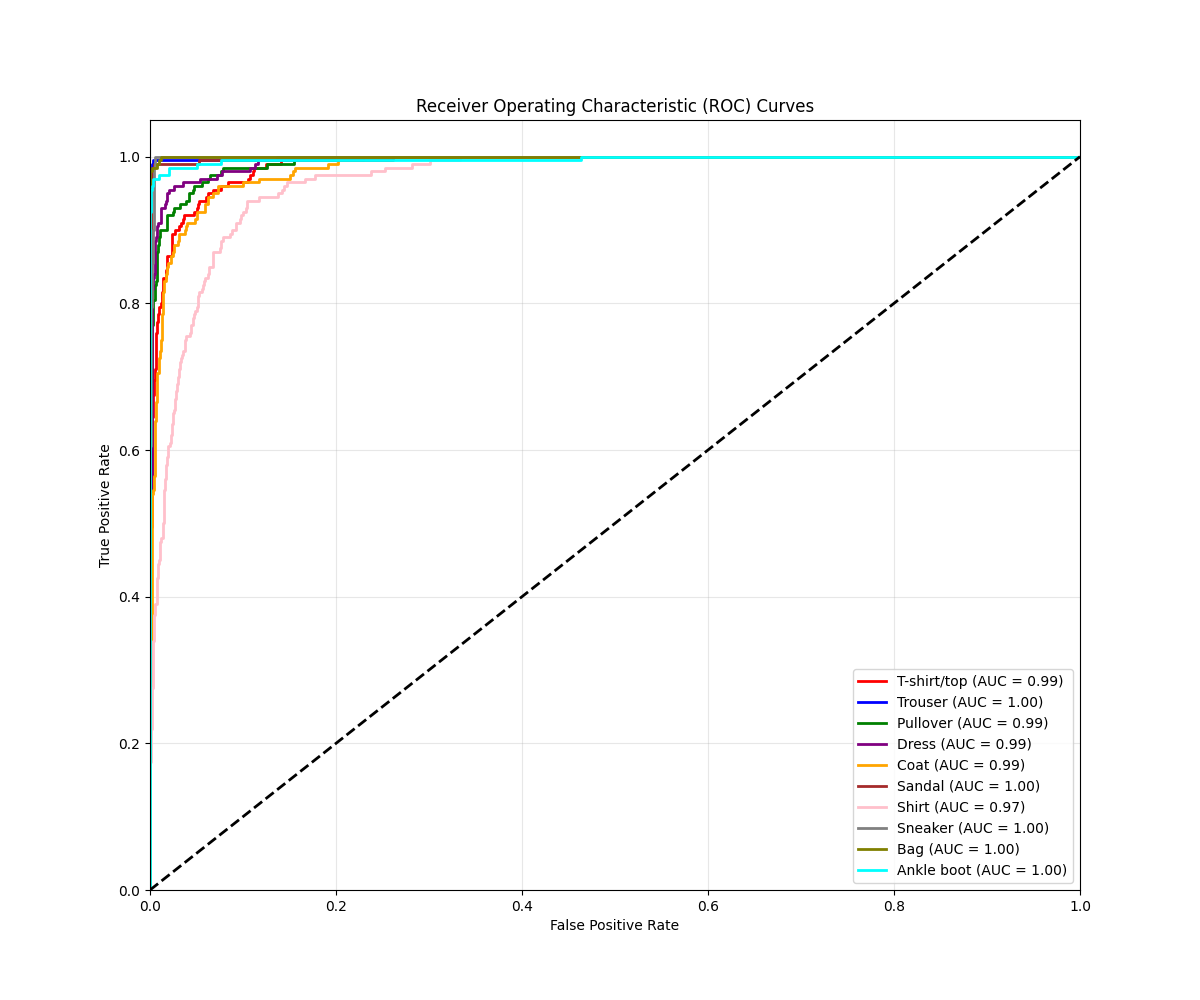 Receiver Operating Characteristic (ROC) Curves
1.0
0.8
0.6
0.4
0.2
0.0
True Positive Rate
0.0 0.2 0.4 0.6 0.8 1.0
False Positive Rate
T-shirt/top (AUC = 0.99)
Trouser (AUC = 1.00)
Pullover (AUC = 0.99)
Dress (AUC = 0.99)
Coat (AUC = 0.99)
Sandal (AUC = 1.00)
Shirt (AUC = 0.97)
Sneaker (AUC = 1.00)
Bag (AUC = 1.00)
Ankle boot (AUC = 1.00)